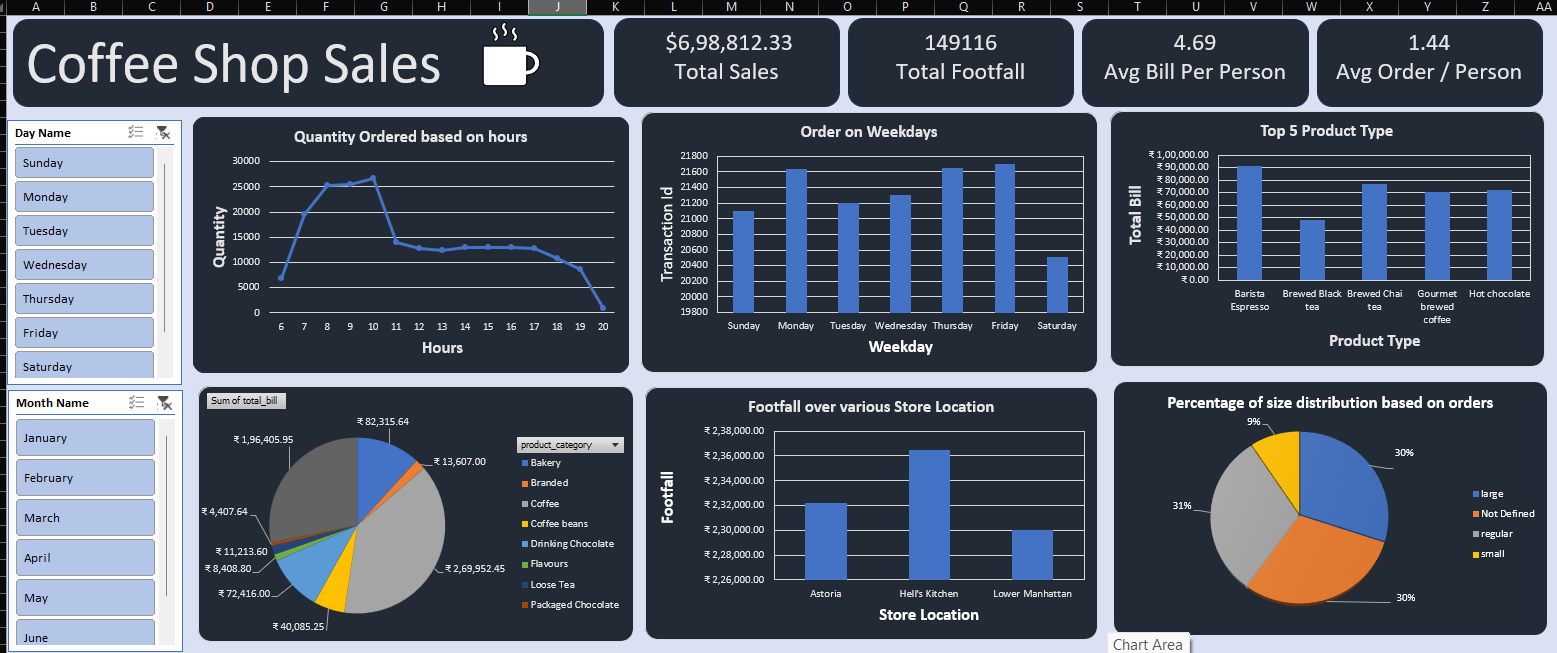 A B C D E F G H I J K L M N O P Q R S T U V W X Y Z AA
Coffee Shop Sales
$6,98,812.33
Total Sales
149116
Total Footfall
4.69
Avg Bill Per Person
1.44
Avg Order / Person
Day Name
Sunday
Monday
Tuesday
Wednesday
Thursday
Friday
Saturday
Quantity Ordered based on hours
30000
25000
20000
15000
10000
5000
0
Quantity
6 7 8 9 10 11 12 13 14 15 16 17 18 19 20
Hours
Order on Weekdays
21800
21600
21400
21200
21000
20800
20600
20400
20200
20000
19800
Transaction Id
Sunday Monday Tuesday Wednesday Thursday Friday Saturday
Weekday
Top 5 Product Type
₹ 1,00,000.00
₹ 90,000.00
₹ 80,000.00
₹ 70,000.00
₹ 60,000.00
₹ 50,000.00
₹ 40,000.00
₹ 30,000.00
₹ 20,000.00
₹ 10,000.00
₹ 0.00
Total Bill
Barista Espresso
Brewed Black tea
Brewed Chai tea
Gourmet brewed coffee
Hot chocolate
Product Type
Month Name
January
February
March
April
May
June
Sum of total_bill
₹ 82,315.64
₹ 1,96,405.95
₹ 13,607.00
₹ 4,407.64
₹ 11,213.60
₹ 8,408.80
₹ 72,416.00
₹ 40,085.25
₹ 2,69,952.45
product_category
Bakery
Branded
Coffee
Coffee beans
Drinking Chocolate
Flavours
Loose Tea
Packaged Chocolate
Footfall over various Store Location
₹ 2,38,000.00
₹ 2,36,000.00
₹ 2,34,000.00
₹ 2,32,000.00
₹ 2,30,000.00
₹ 2,28,000.00
₹ 2,26,000.00
Footfall
Astoria Hell's Kitchen Lower Manhattan
Store Location
Percentage of size distribution based on orders
9%
30%
31%
30%
large
Not Defined
regular
small
Chart Area